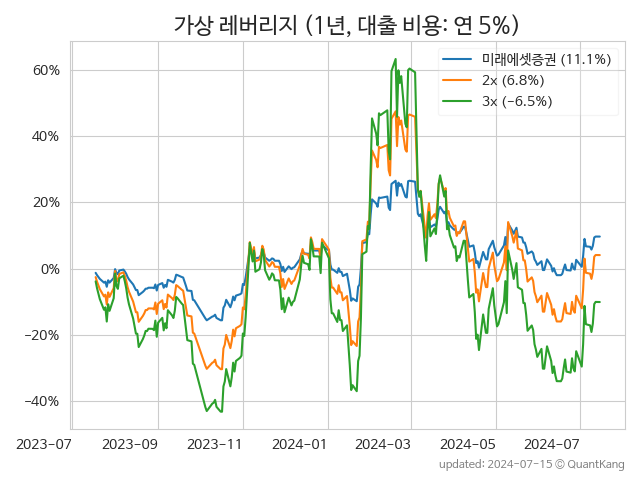 가상 레버리지 (1년, 대출 비용: 연 5%)
미래에셋증권 (11.1%)
2x (6.8%)
3x (−6.5%)
60%
40%
20%
0%
−20%
−40%
2023-07 2023-09 2023-11 2024-01 2024-03 2024-05 2024-07
updated: 2024-07-15 © QuantKang